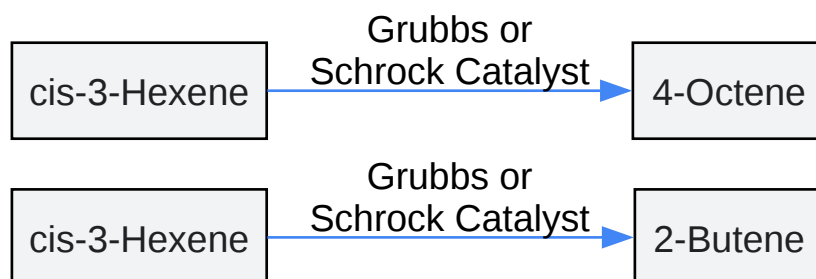 Grubbs or
Schrock Catalyst
cis-3-Hexene
4-Octene
Grubbs or
Schrock Catalyst
cis-3-Hexene
2-Butene